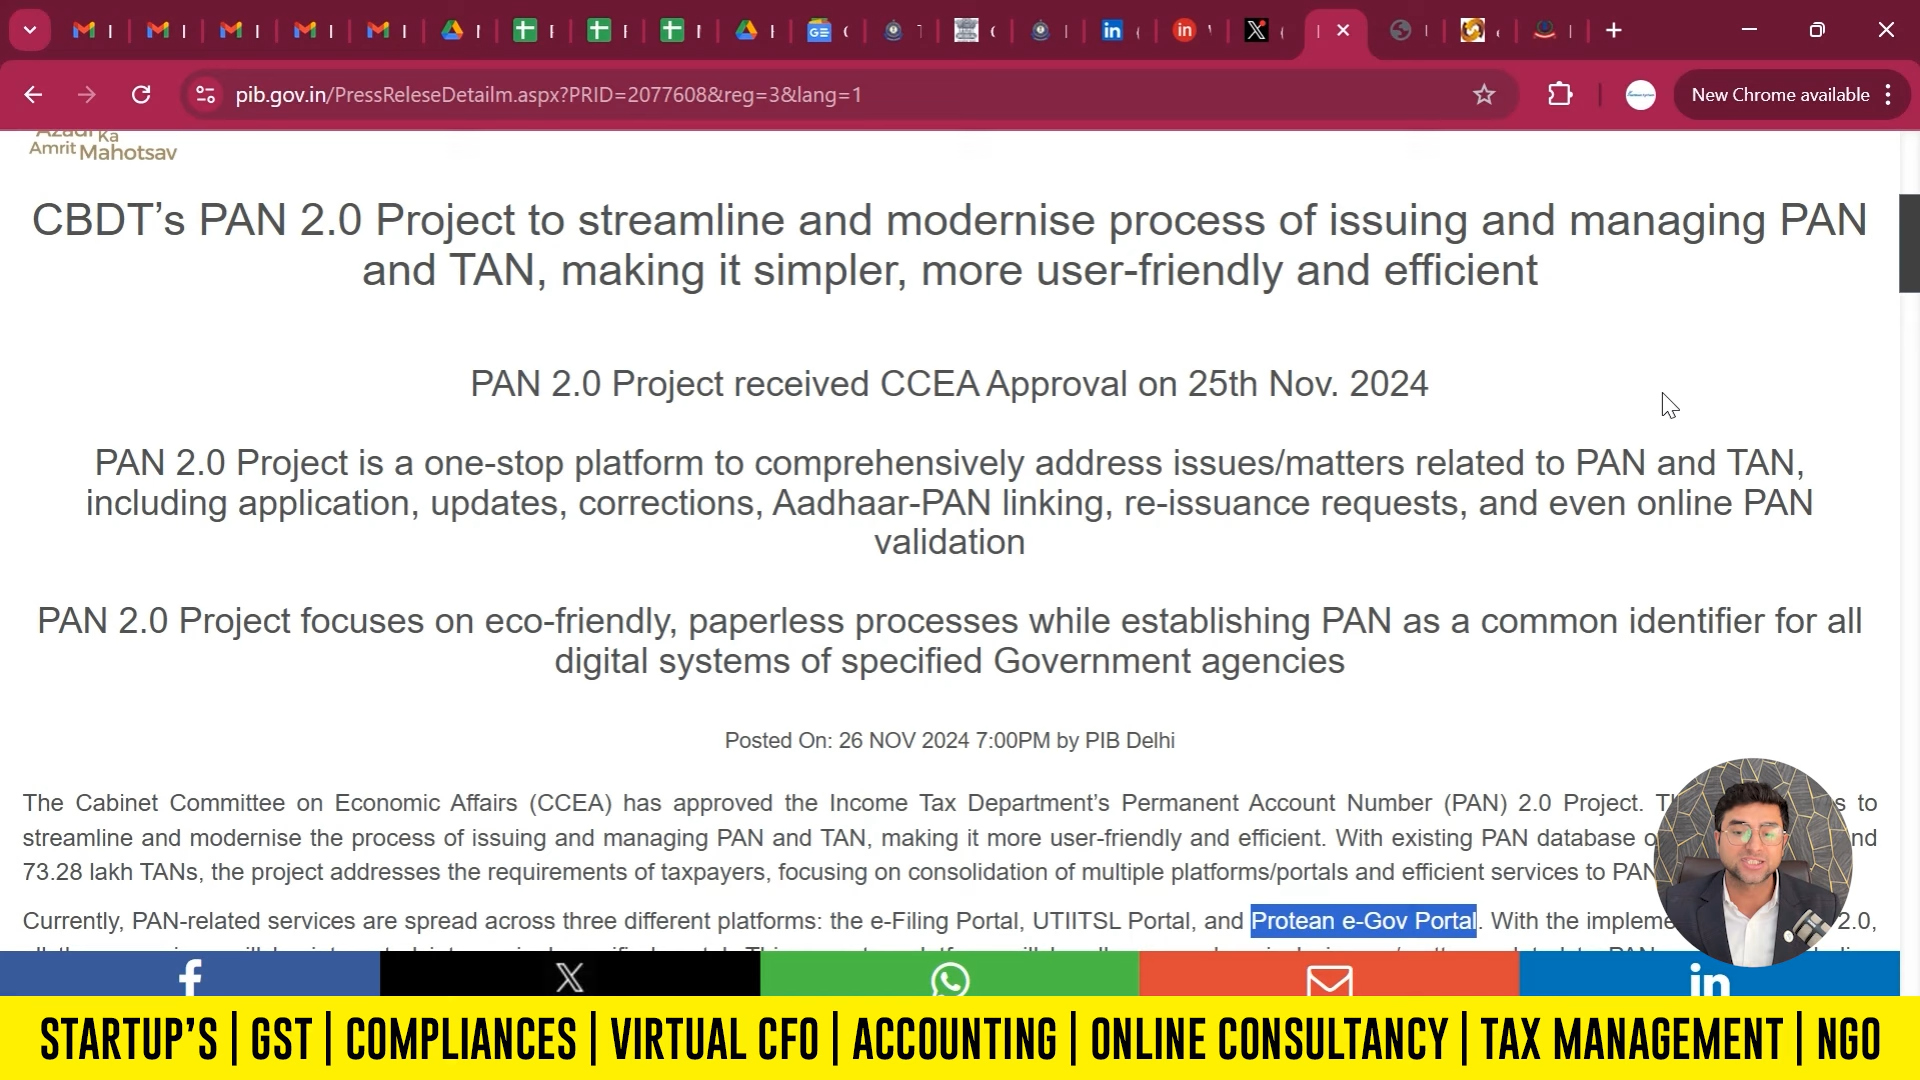 pib.gov.in/PressReleseDetailm.aspx?PRID=2077608&reg=3&lang=1
New Chrome available
Azadi Ka
Amrit Mahotsav
CBDT’s PAN 2.0 Project to streamline and modernise process of issuing and managing PAN
and TAN, making it simpler, more user-friendly and efficient
PAN 2.0 Project received CCEA Approval on 25th Nov. 2024
PAN 2.0 Project is a one-stop platform to comprehensively address issues/matters related to PAN and TAN,
including application, updates, corrections, Aadhaar-PAN linking, re-issuance requests, and even online PAN
validation
PAN 2.0 Project focuses on eco-friendly, paperless processes while establishing PAN as a common identifier for all
digital systems of specified Government agencies
Posted On: 26 NOV 2024 7:00PM by PIB Delhi
The Cabinet Committee on Economic Affairs (CCEA) has approved the Income Tax Department’s Permanent Account Number (PAN) 2.0 Project. to
streamline and modernise the process of issuing and managing PAN and TAN, making it more user-friendly and efficient. With existing PAN database
73.28 lakh TANs, the project addresses the requirements of taxpayers, focusing on consolidation of multiple platforms/portals and efficient services to PAN
Currently, PAN-related services are spread across three different platforms: the e-Filing Portal, UTIITSL Portal, and Protean e-Gov Portal. With the 2.0,
STARTUP’S | GST | COMPLIANCES | VIRTUAL CFO | ACCOUNTING | ONLINE CONSULTANCY | TAX MANAGEMENT | NGO